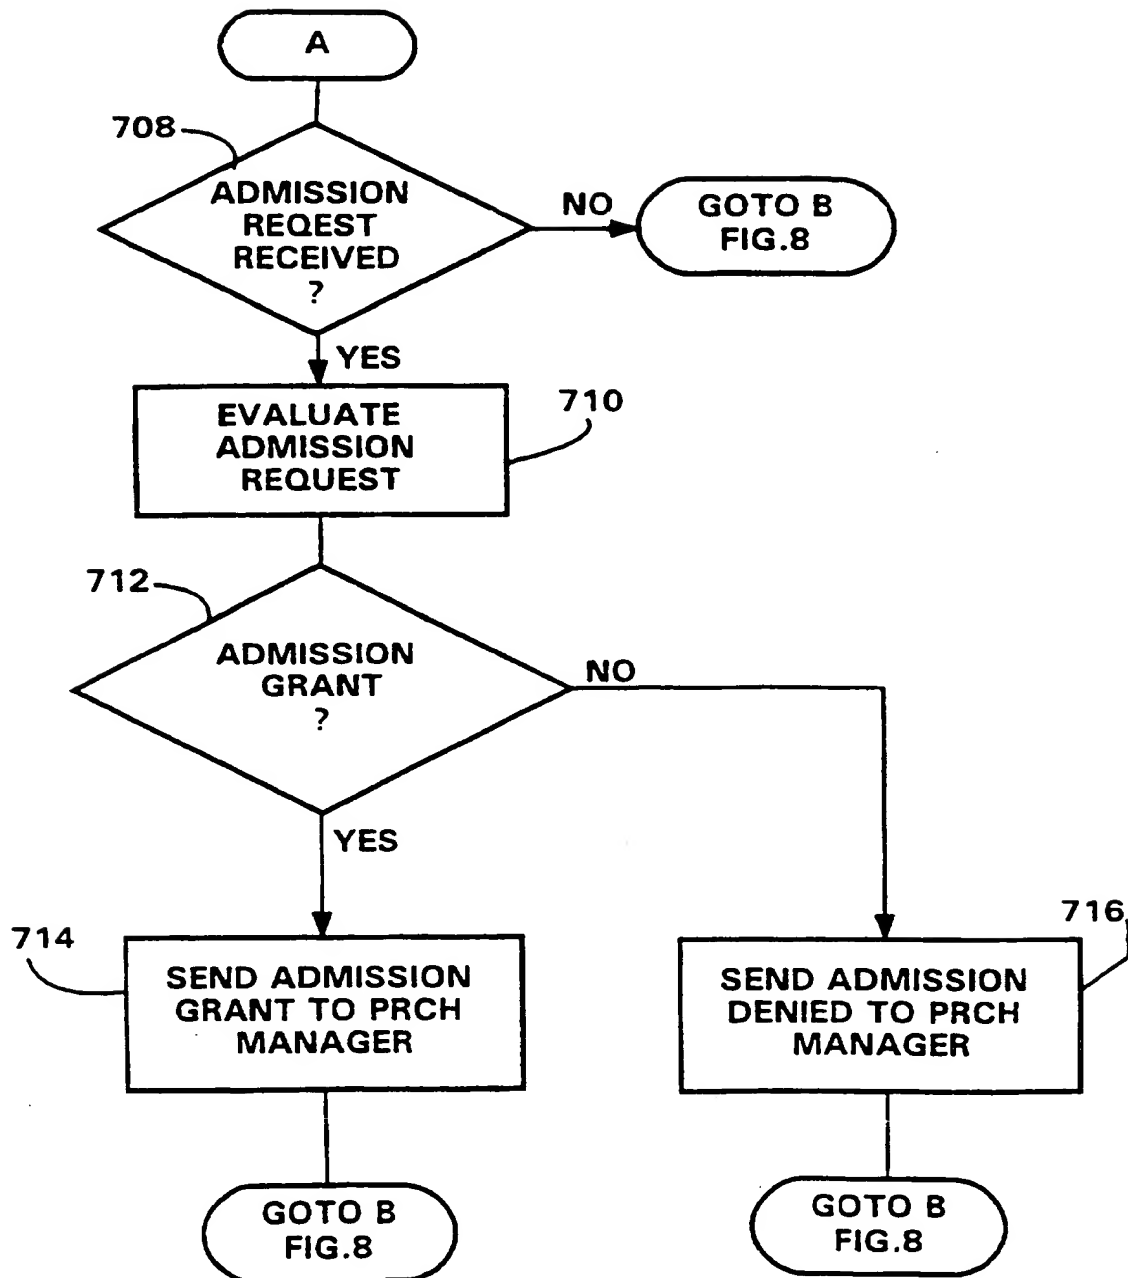 A
708
ADMISSION
REQEST
RECEIVED
?
NO
GOTO B
FIG.8
YES
EVALUATE
ADMISSION
REQUEST
710
712
ADMISSION
GRANT
?
NO
YES
714
SEND ADMISSION
GRANT TO PRCH
MANAGER
716
SEND ADMISSION
DENIED TO PRCH
MANAGER
GOTO B
FIG.8
GOTO B
FIG.8